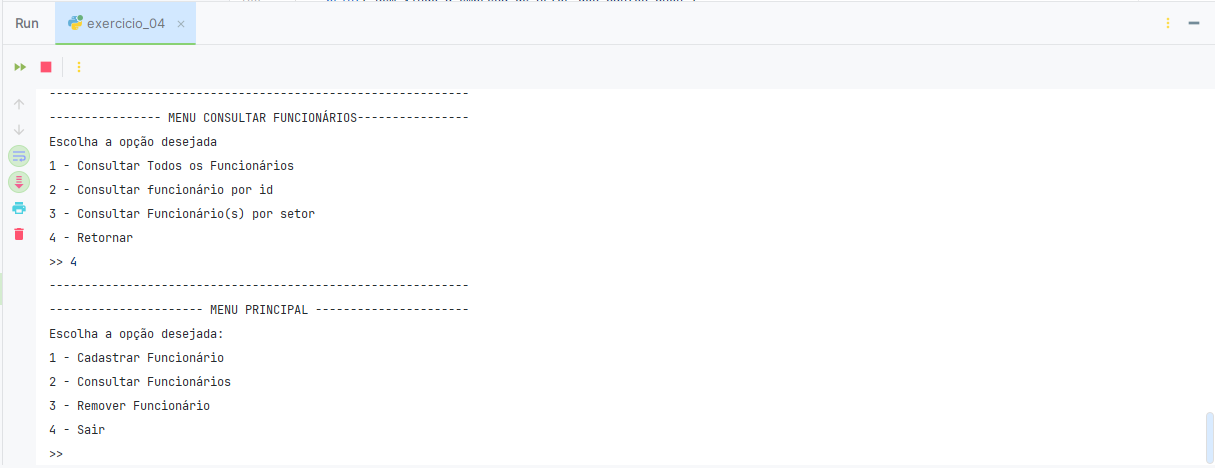 Run exercicio_04 ×
----------------------------------------------------------
---------------- MENU CONSULTAR FUNCIONÁRIOS----------------
Escolha a opção desejada
1 - Consultar Todos os Funcionários
2 - Consultar funcionário por id
3 - Consultar Funcionário(s) por setor
4 - Retornar
>> 4
------------------------------------------------------------
---------------------- MENU PRINCIPAL ----------------------
Escolha a opção desejada:
1 - Cadastrar Funcionário
2 - Consultar Funcionários
3 - Remover Funcionário
4 - Sair
>>